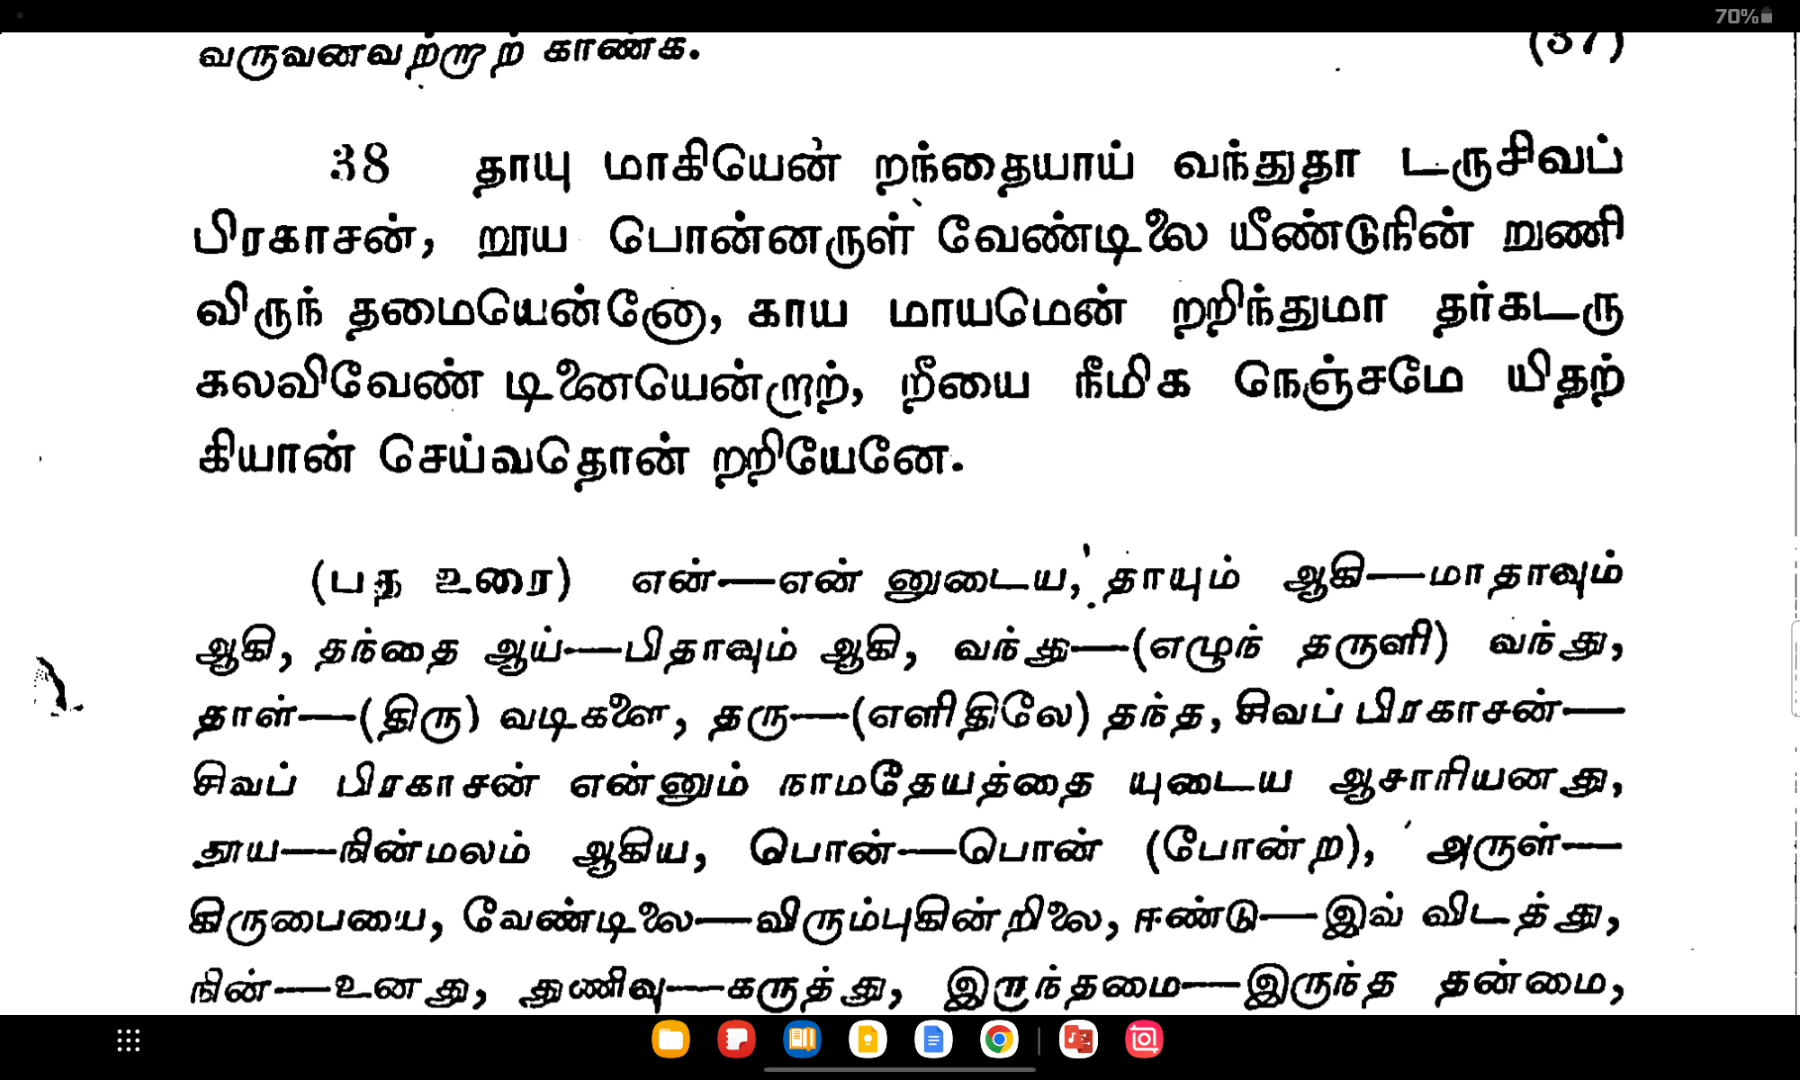 70%
வருவனவற்றாற் காண்க. (37)
38 தாயு மாகியென் றந்தையாய் வந்துதா டருசிவப்
பிரகாசன், றூய பொன்னருள் வேண்டிலை யீண்டுநின் றுணி
விருந் தமையென்னோ, காய மாயமென் றறிந்துமா தர்கடரு
கலவிவேண் டினையென்றாற், றீயை நீமிக நெஞ்சமே யிதற்
கியான் செய்வதொன் றறியேனே.
(பத உரை) என்—என் னுடைய, தாயும் ஆகி—மாதாவும்
ஆகி, தந்தை ஆய்—பிதாவும் ஆகி, வந்து—(எழுந் தருளி) வந்து,
தாள்—(திரு) வடிகளை, தரு—(எளிதிலே) தந்த, சிவப் பிரகாசன்—
சிவப் பிரகாசன் என்னும் நாமதேயத்தை யுடைய ஆசாரியனது,
தூய—நின்மலம் ஆகிய, பொன்—பொன் (போன்ற), அருள்—
கிருபையை, வேண்டிலை—விரும்புகின்றிலை, ஈண்டு—இவ் விடத்து,
நின்—உனது, துணிவு—கருத்து, இருந்தமை—இருந்த தன்மை,